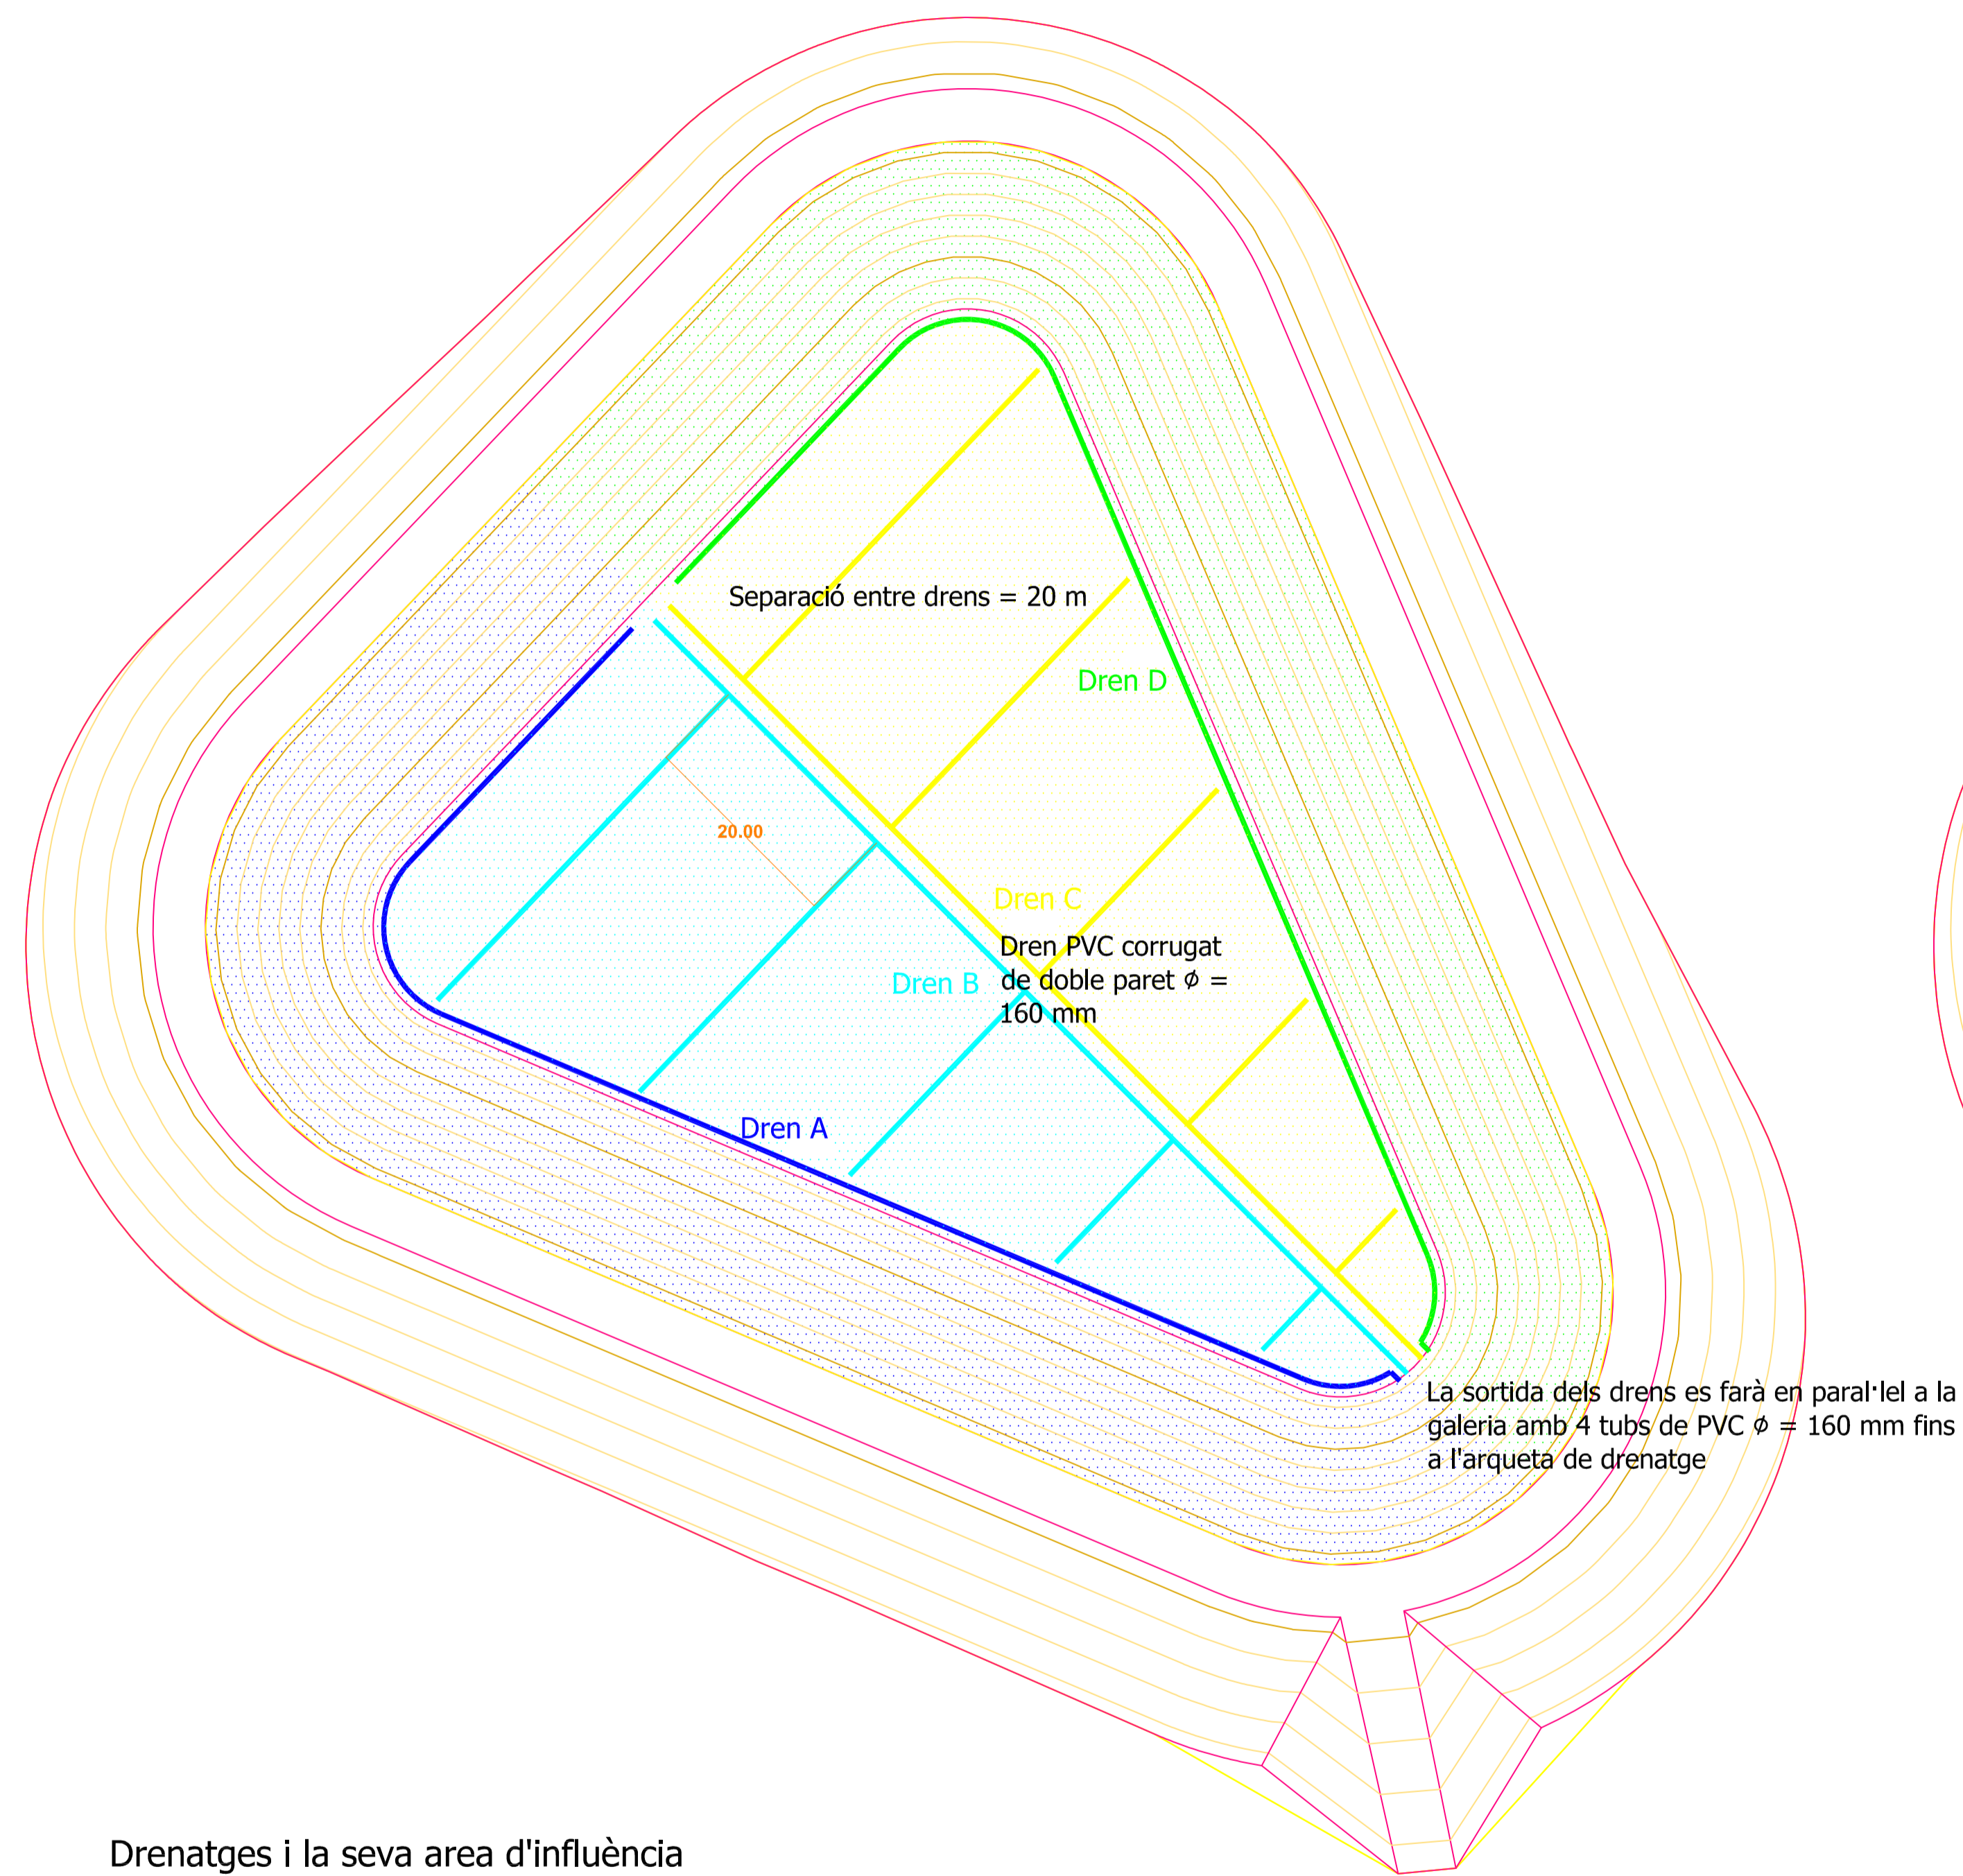 Separació entre drens = 20 m
Dren D
20.00
Dren C
Dren PVC corrugat
de doble paret ϕ =
160 mm
Dren B
Dren A
La sortida dels drens es farà en paral·lel a la
galeria amb 4 tubs de PVC ϕ = 160 mm fins
a l'arqueta de drenatge
Drenatges i la seva area d'influència